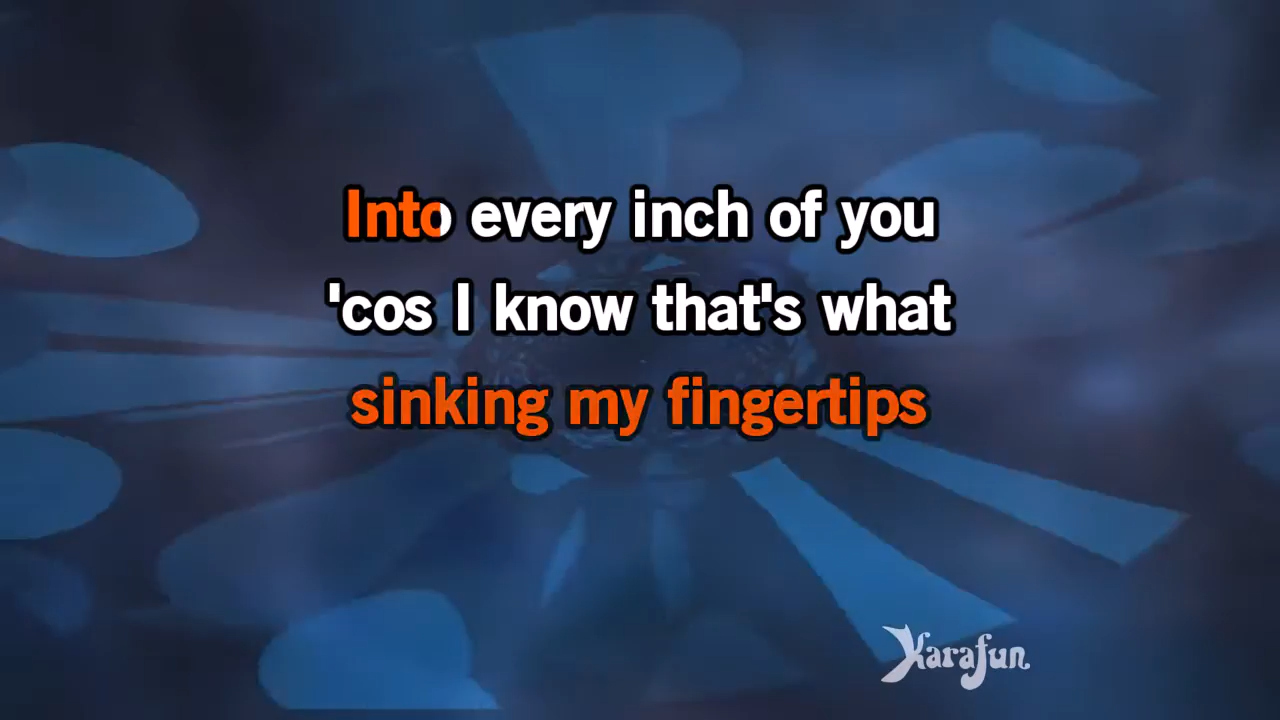 Into every inch of you
'cos I know that's what
sinking my fingertips
Karafun